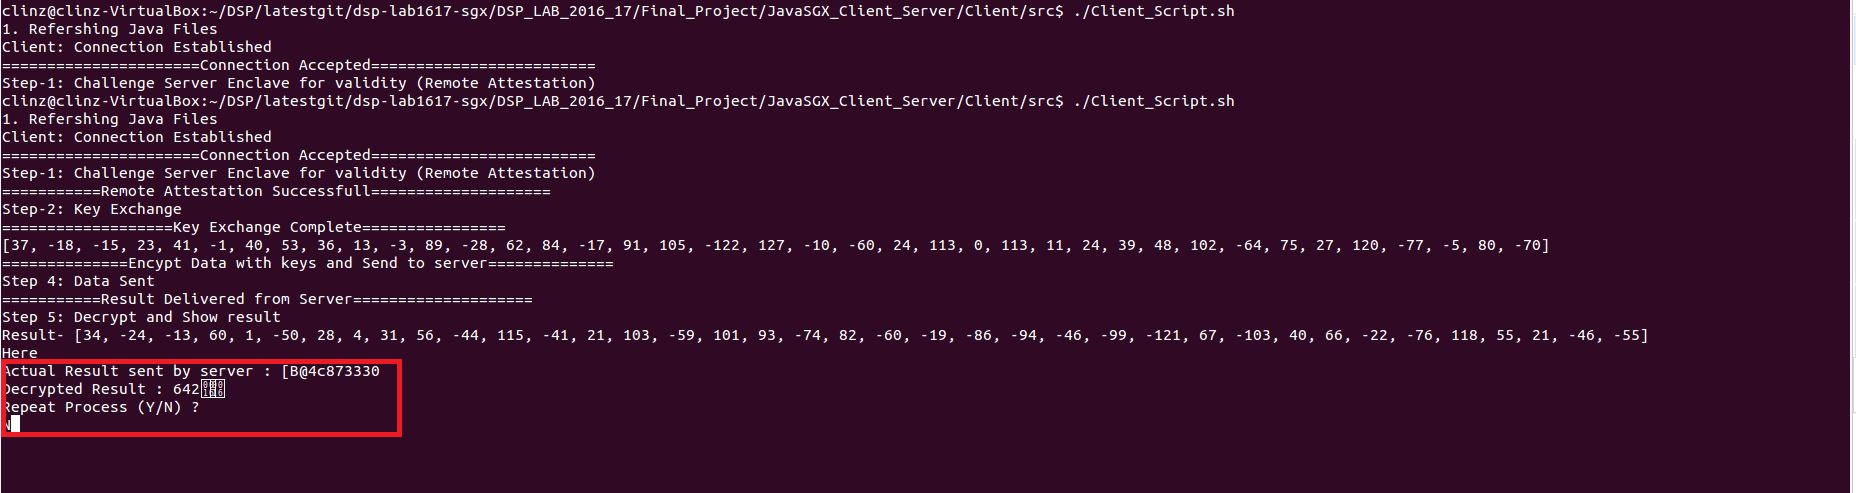 clinz@clinz-VirtualBox:~/DSP/latestgit/dsp-lab1617-sgx/DSP_LAB_2016_17/Final_Project/JavaSGX_Client_Server/Client/src$ ./Client_Script.sh
1. Refershing Java Files
Client: Connection Established
======================Connection Accepted=========================
Step-1: Challenge Server Enclave for validity (Remote Attestation)
clinz@clinz-VirtualBox:~/DSP/latestgit/dsp-lab1617-sgx/DSP_LAB_2016_17/Final_Project/JavaSGX_Client_Server/Client/src$ ./Client_Script.sh
1. Refershing Java Files
Client: Connection Established
======================Connection Accepted=========================
Step-1: Challenge Server Enclave for validity (Remote Attestation)
===========Remote Attestation Successfull====================
Step-2: Key Exchange
===================Key Exchange Complete================
[37, -18, -15, 23, 41, -1, 40, 53, 36, 13, -3, 89, -28, 62, 84, -17, 91, 105, -122, 127, -10, -60, 24, 113, 0, 113, 11, 24, 39, 48, 102, -64, 75, 27, 120, -77, -5, 80, -70]
==============Encypt Data with keys and Send to server==============
Step 4: Data Sent
===========Result Delivered from Server====================
Step 5: Decrypt and Show result
Result- [34, -24, -13, 60, 1, -50, 28, 4, 31, 56, -44, 115, -41, 21, 103, -59, 101, 93, -74, 82, -60, -19, -86, -94, -46, -99, -121, 67, -103, 40, 66, -22, -76, 118, 55, 21, -46, -55]
Here
Actual Result sent by server : [B@4c873330
Decrypted Result : 642
Repeat Process (Y/N) ?
N